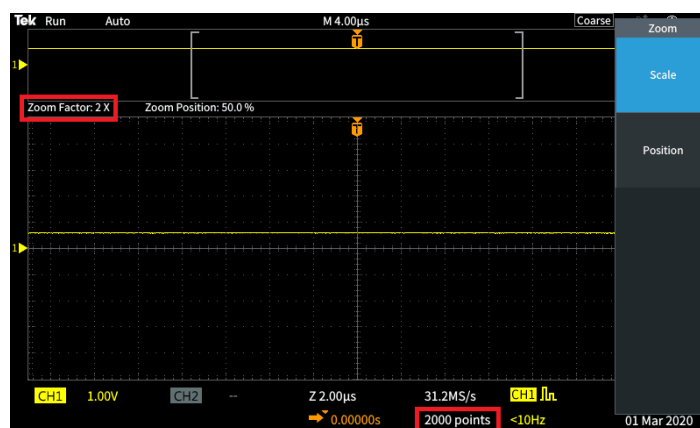 Tek Run Auto M 4.00µs Coarse
Zoom
T
1
Scale
Zoom Factor: 2 X Zoom Position: 50.0 %
T
Position
1
CH1 1.00V CH2 -- Z 2.00µs 31.2MS/s CH1
T 0.00000s 2000 points <10Hz 01 Mar 2020